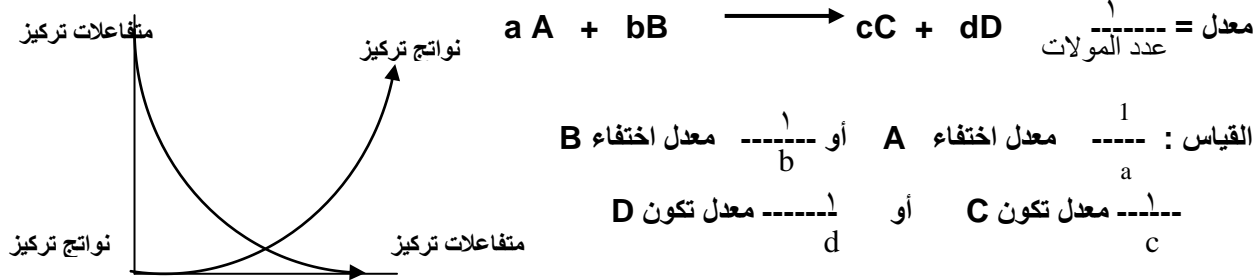 a A + bB ⟶ cC + dD معدل = ١ / عدد المولات
القياس : 1/a معدل اختفاء A أو ١/b معدل اختفاء B
١/c معدل تكون C أو ١/d معدل تكون D
متفاعلات تركيز
نواتج تركيز
نواتج تركيز
متفاعلات تركيز